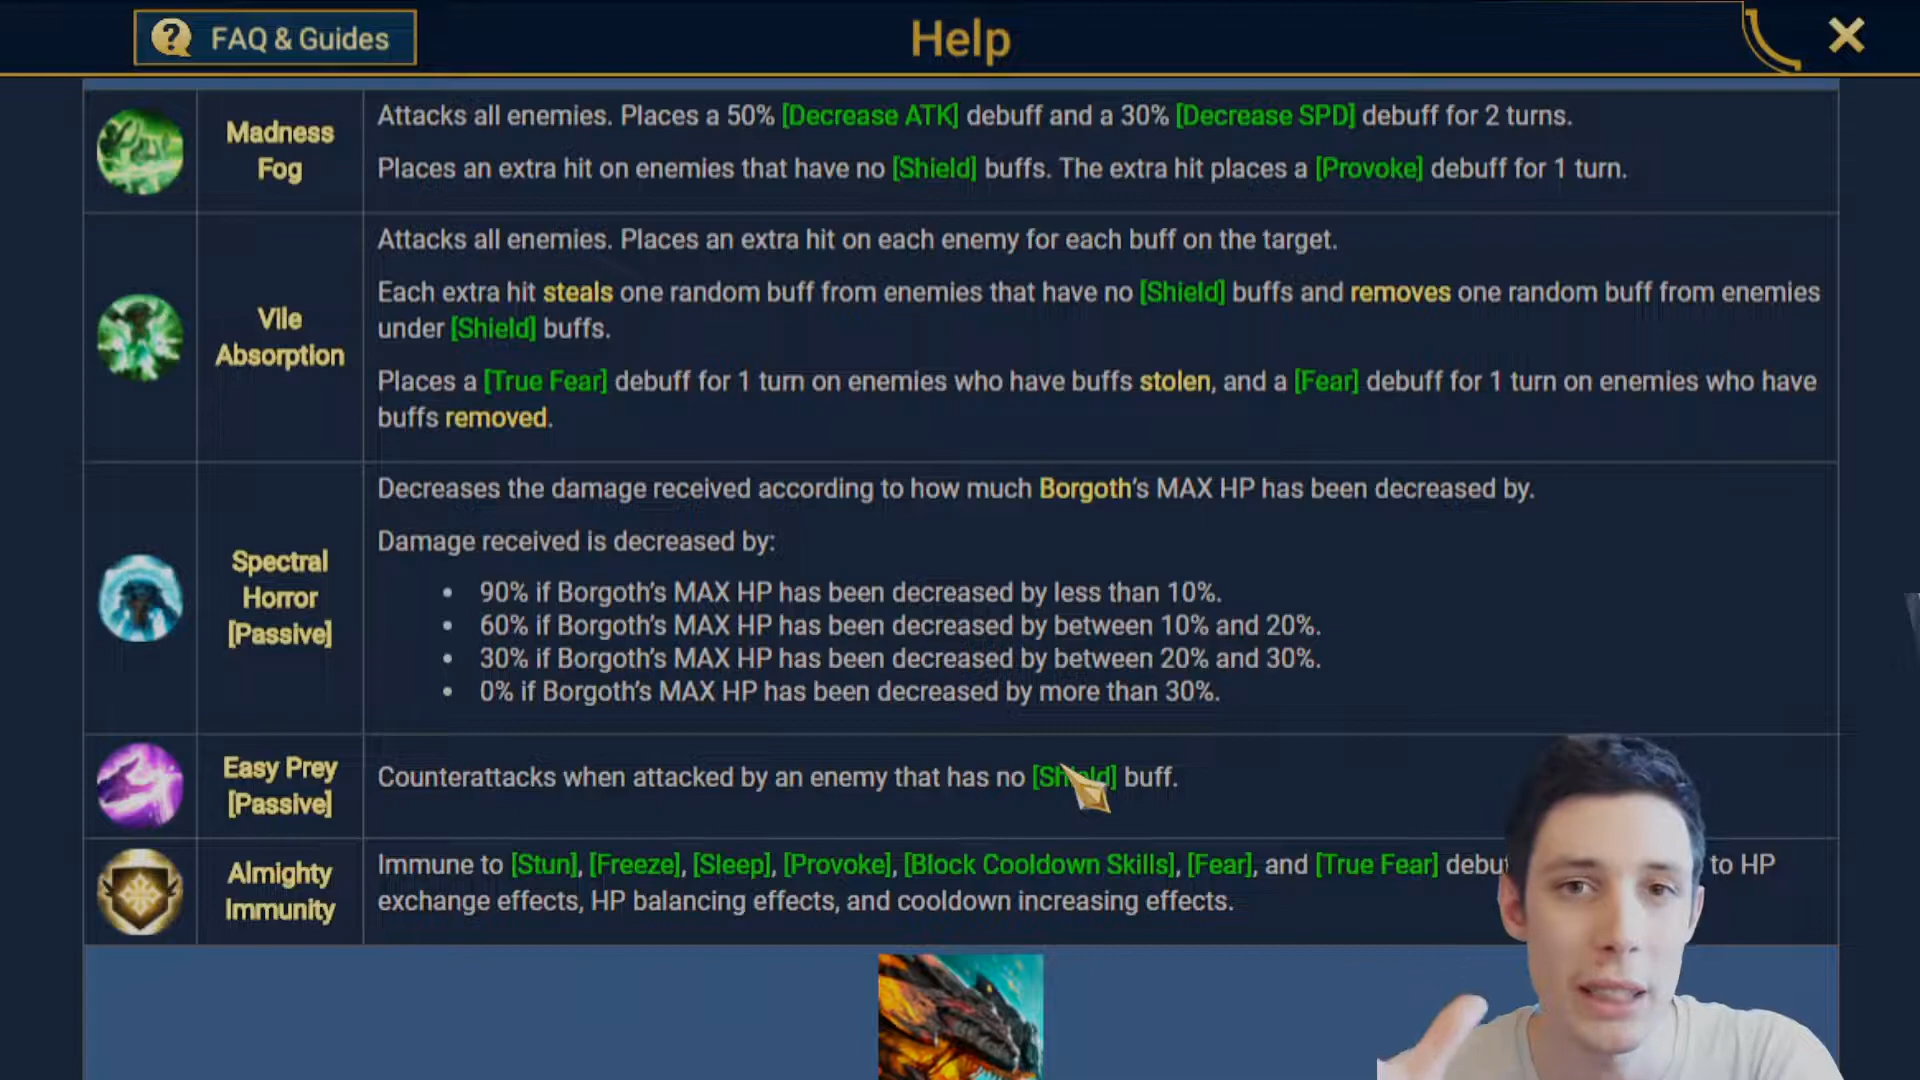 FAQ & Guides
Help
Madness
Fog
Attacks all enemies. Places a 50% [Decrease ATK] debuff and a 30% [Decrease SPD] debuff for 2 turns.
Places an extra hit on enemies that have no [Shield] buffs. The extra hit places a [Provoke] debuff for 1 turn.
Vile
Absorption
Attacks all enemies. Places an extra hit on each enemy for each buff on the target.
Each extra hit steals one random buff from enemies that have no [Shield] buffs and removes one random buff from enemies
under [Shield] buffs.
Places a [True Fear] debuff for 1 turn on enemies who have buffs stolen, and a [Fear] debuff for 1 turn on enemies who have
buffs removed.
Spectral
Horror
[Passive]
Decreases the damage received according to how much Borgoth's MAX HP has been decreased by.
Damage received is decreased by:
• 90% if Borgoth's MAX HP has been decreased by less than 10%.
• 60% if Borgoth's MAX HP has been decreased by between 10% and 20%.
• 30% if Borgoth's MAX HP has been decreased by between 20% and 30%.
• 0% if Borgoth's MAX HP has been decreased by more than 30%.
Easy Prey
[Passive]
Counterattacks when attacked by an enemy that has no [Shield] buff.
Almighty
Immunity
Immune to [Stun], [Freeze], [Sleep], [Provoke], [Block Cooldown Skills], [Fear], and [True Fear] to HP
exchange effects, HP balancing effects, and cooldown increasing effects.